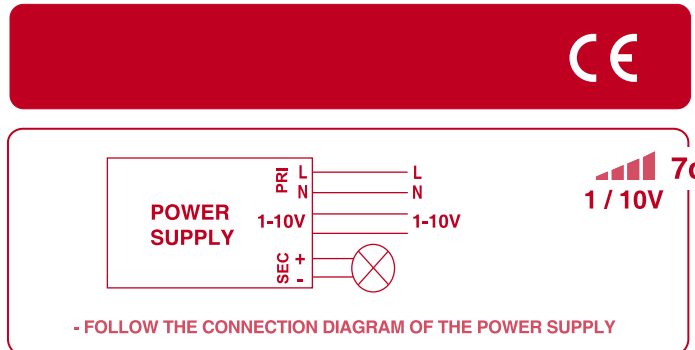 CE
PRI L L
N N
POWER 1-10V 1-10V
SUPPLY
SEC +
-
1 / 10V
- FOLLOW THE CONNECTION DIAGRAM OF THE POWER SUPPLY